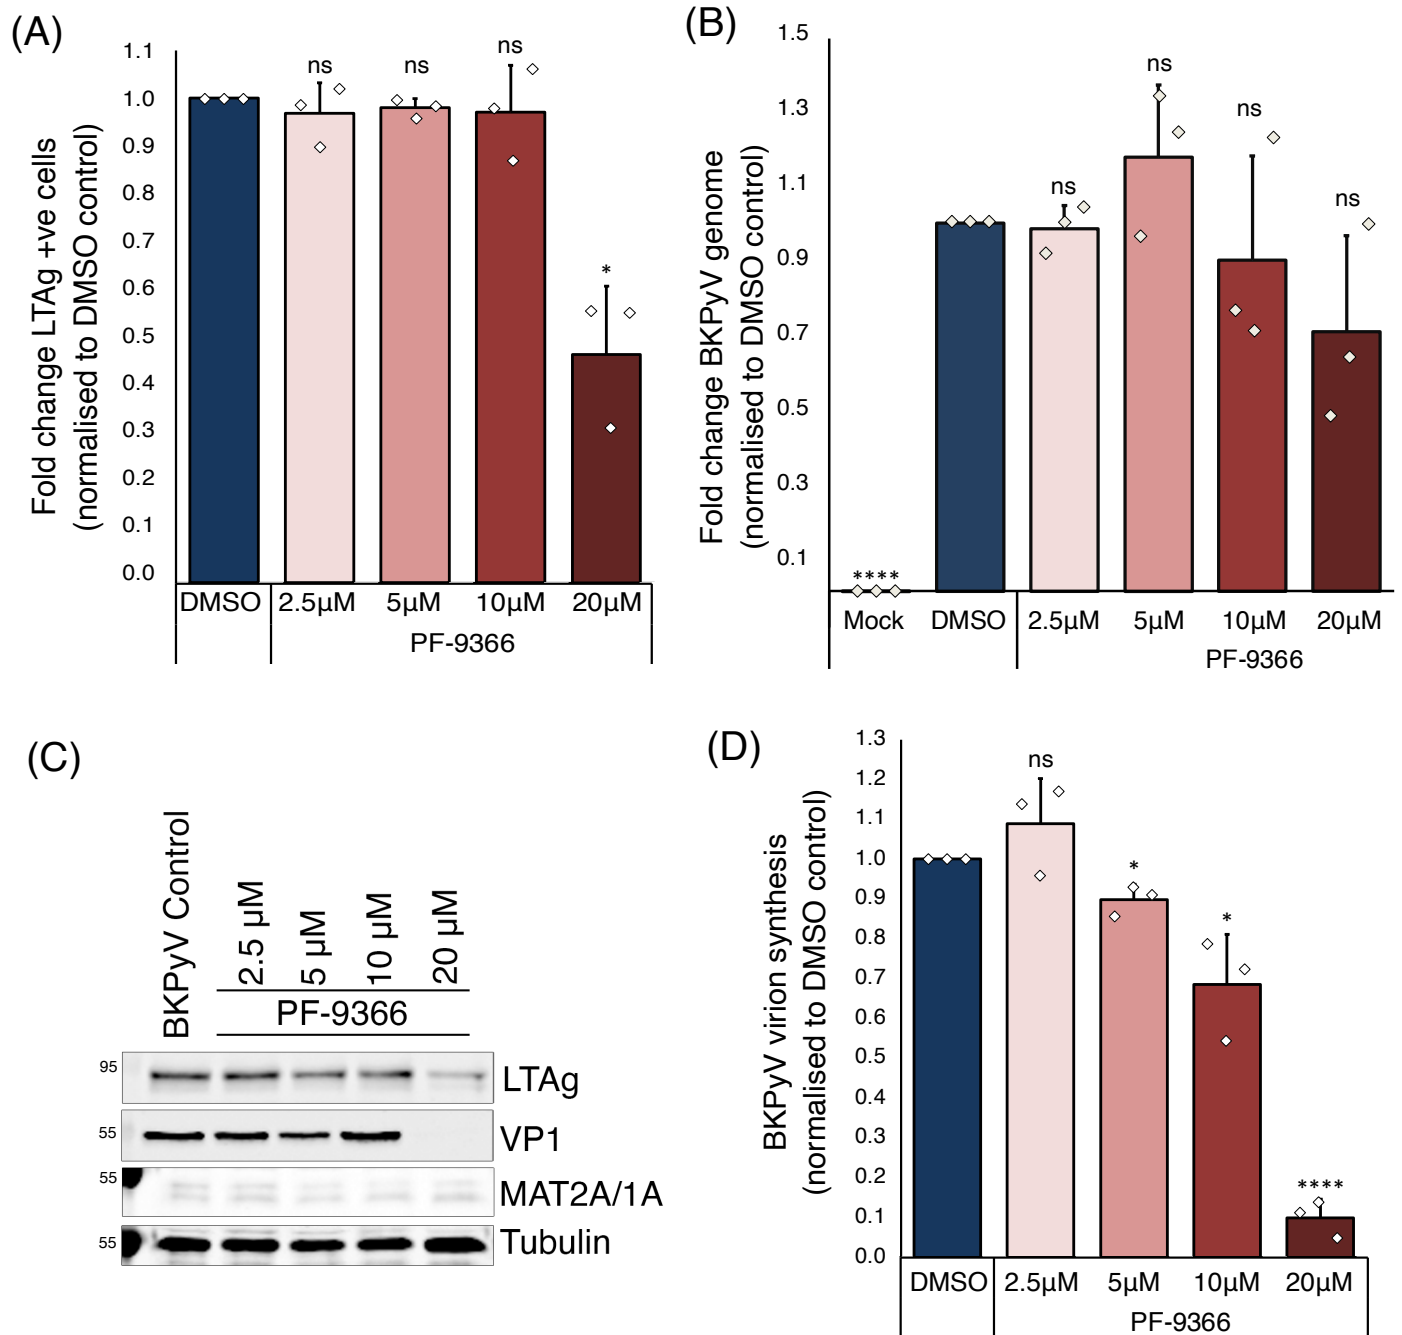 (A)
Fold change LTAg +ve cells
(normalised to DMSO control)
1.1
1.0
0.9
0.8
0.7
0.6
0.5
0.4
0.3
0.2
0.1
0.0
ns
ns
ns
*
DMSO 2.5μM 5μM 10μM 20μM
PF-9366
(B)
Fold change BKPyV genome
(normalised to DMSO control)
1.5
1.3
1.1
0.9
0.7
0.5
0.3
0.1
****
ns
ns
ns
ns
Mock DMSO 2.5μM 5μM 10μM 20μM
PF-9366
(C)
BKPyV Control
2.5 μM
5 μM
10 μM
20 μM
PF-9366
95 LTAg
55 VP1
55 MAT2A/1A
55 Tubulin
(D)
BKPyV virion synthesis
(normalised to DMSO control)
1.3
1.2
1.1
1.0
0.9
0.8
0.7
0.6
0.5
0.4
0.3
0.2
0.1
0.0
ns
*
*
****
DMSO 2.5μM 5μM 10μM 20μM
PF-9366